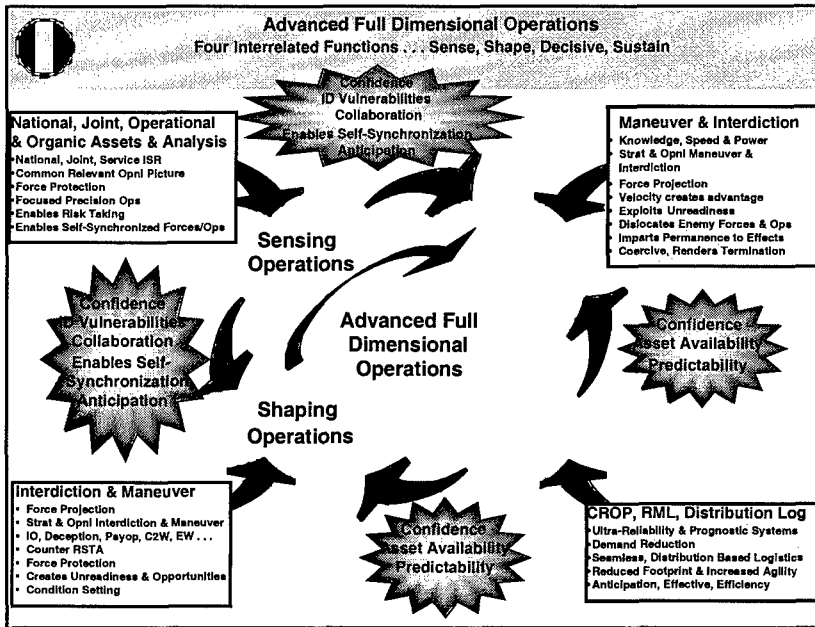 Advanced Full Dimensional Operations
Four Interrelated Functions . . . Sense, Shape, Decisive, Sustain
Confidence
ID Vulnerabilities
Collaboration
Enables Self-Synchronization
Anticipation
National, Joint, Operational
& Organic Assets & Analysis
•National, Joint, Service ISR
•Common Relevant Opnl Picture
•Force Protection
•Focused Precision Ops
•Enables Risk Taking
•Enables Self-Synchronized Forces/Ops
Maneuver & Interdiction
• Knowledge, Speed & Power
• Strat & Opnl Maneuver &
Interdiction
• Force Projection
• Velocity creates advantage
• Exploits Unreadiness
• Dislocates Enemy Forces & Ops
• Imparts Permanence to Effects
• Coercive, Renders Termination
Sensing
Operations
Confidence
ID Vulnerabilities
Collaboration
Enables Self-
Synchronization
Anticipation
Advanced Full
Dimensional
Operations
Confidence
Asset Availability
Predictability
Shaping
Operations
Interdiction & Maneuver
• Force Projection
• Strat & Opnl Interdiction & Maneuver
• IO, Deception, Psyop, C2W, EW . . .
• Counter RSTA
• Force Protection
• Creates Unreadiness & Opportunities
• Condition Setting
Confidence
Asset Availability
Predictability
CROP, RML, Distribution Log
•Ultra-Reliability & Prognostic Systems
•Demand Reduction
•Seamless, Distribution Based Logistics
•Reduced Footprint & Increased Agility
•Anticipation, Effective, Efficiency